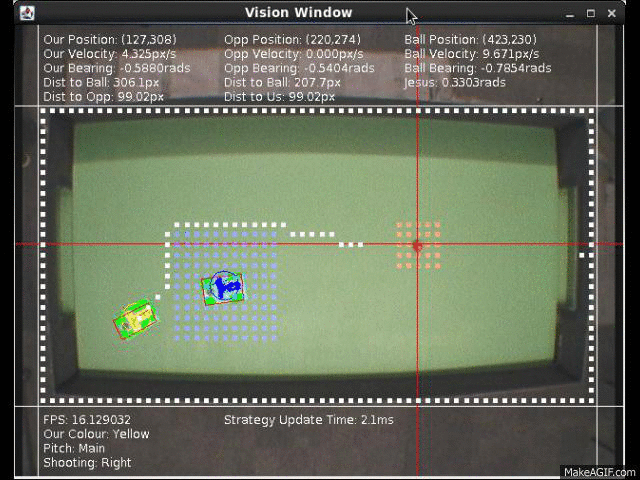 Vision Window
Our Position: (127,308) Opp Position: (220,274) Ball Position: (423,230)
Our Velocity: 4.325px/s Opp Velocity: 0.000px/s Ball Velocity: 9.671px/s
Our Bearing: -0.5880rads Opp Bearing: -0.5404rads Ball Bearing: -0.7854rads
Dist to Ball: 306.1px Dist to Ball: 207.7px Jesus: 0.3303rads
Dist to Opp: 99.02px Dist to Us: 99.02px
FPS: 16.129032 Strategy Update Time: 2.1ms
Our Colour: Yellow
Pitch: Main
Shooting: Right
MakeAGIF.com